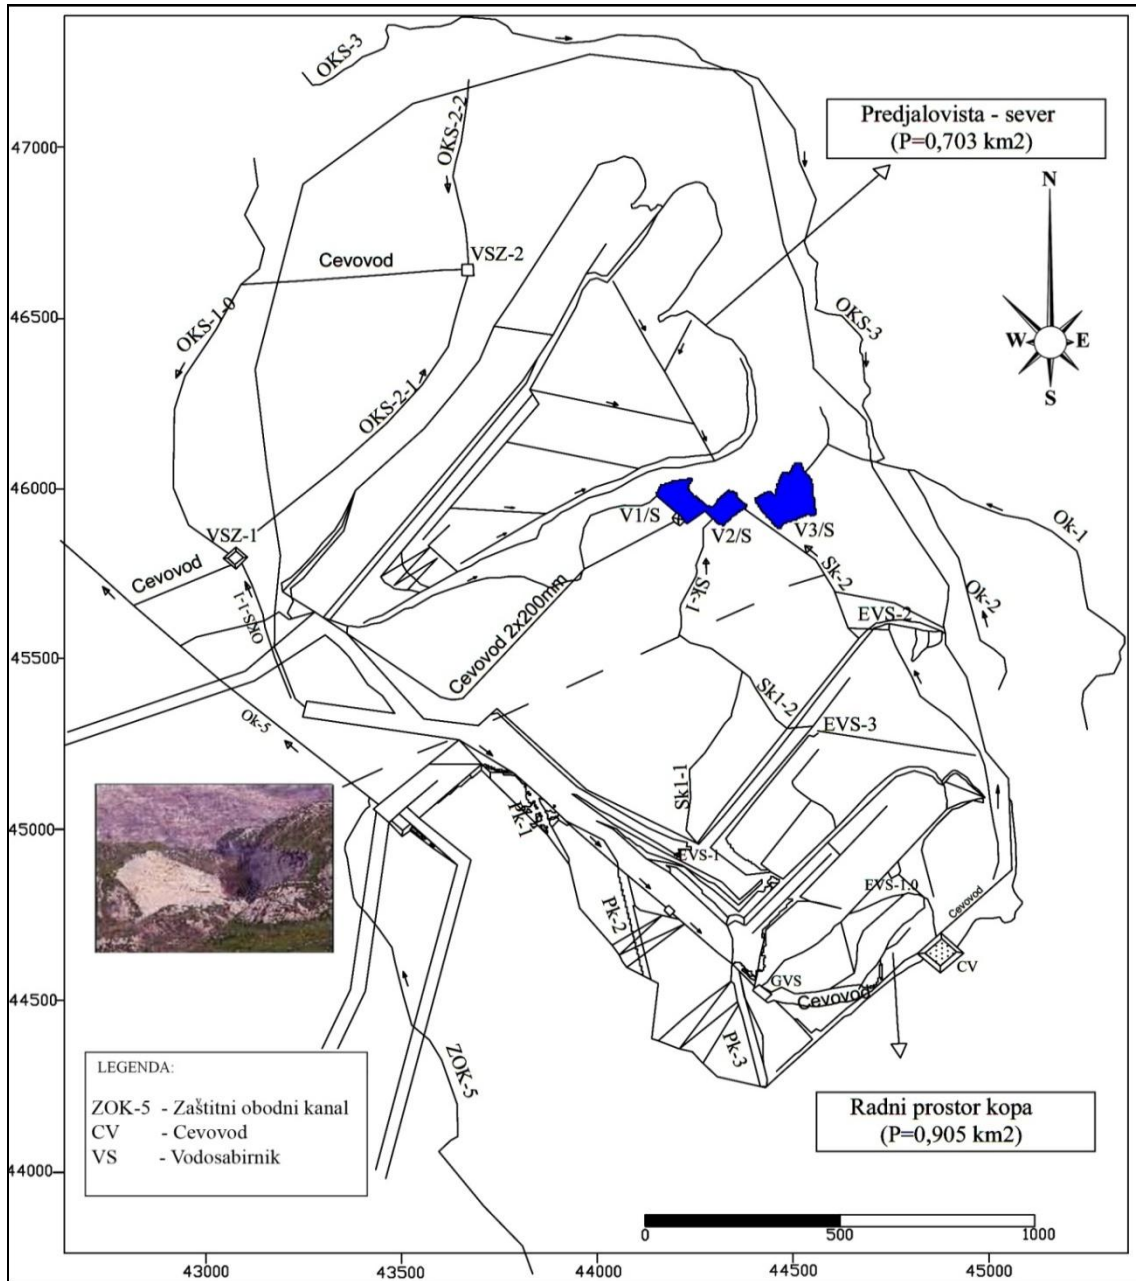 OKS-3
OKS-2-2
Predjalovista - sever
(P=0,703 km2)
47000
N
Cevovod
VSZ-2
OKS-1-0
OKS-3
46500
W
E
S
OKS-2-1
46000
V1/S
V2/S
V3/S
Ok-1
VSZ-1
Cevovod
Sk-2
Sk-1
OKS-1-1
Cevovod 2x200mm
EVS-2
Ok-2
45500
Sk1-2
Ok-5
EVS-3
Sk1-1
Pk-1
45000
EVS-1
EVS-1.0
Cevovod
Pk-2
CV
GVS
Cevovod
44500
Pk-3
ZOK-5
LEGENDA:
ZOK-5 - Zaštitni obodni kanal
CV - Cevovod
VS - Vodosabirnik
Radni prostor kopa
(P=0,905 km2)
44000
0
500
1000
43000
43500
44000
44500
45000